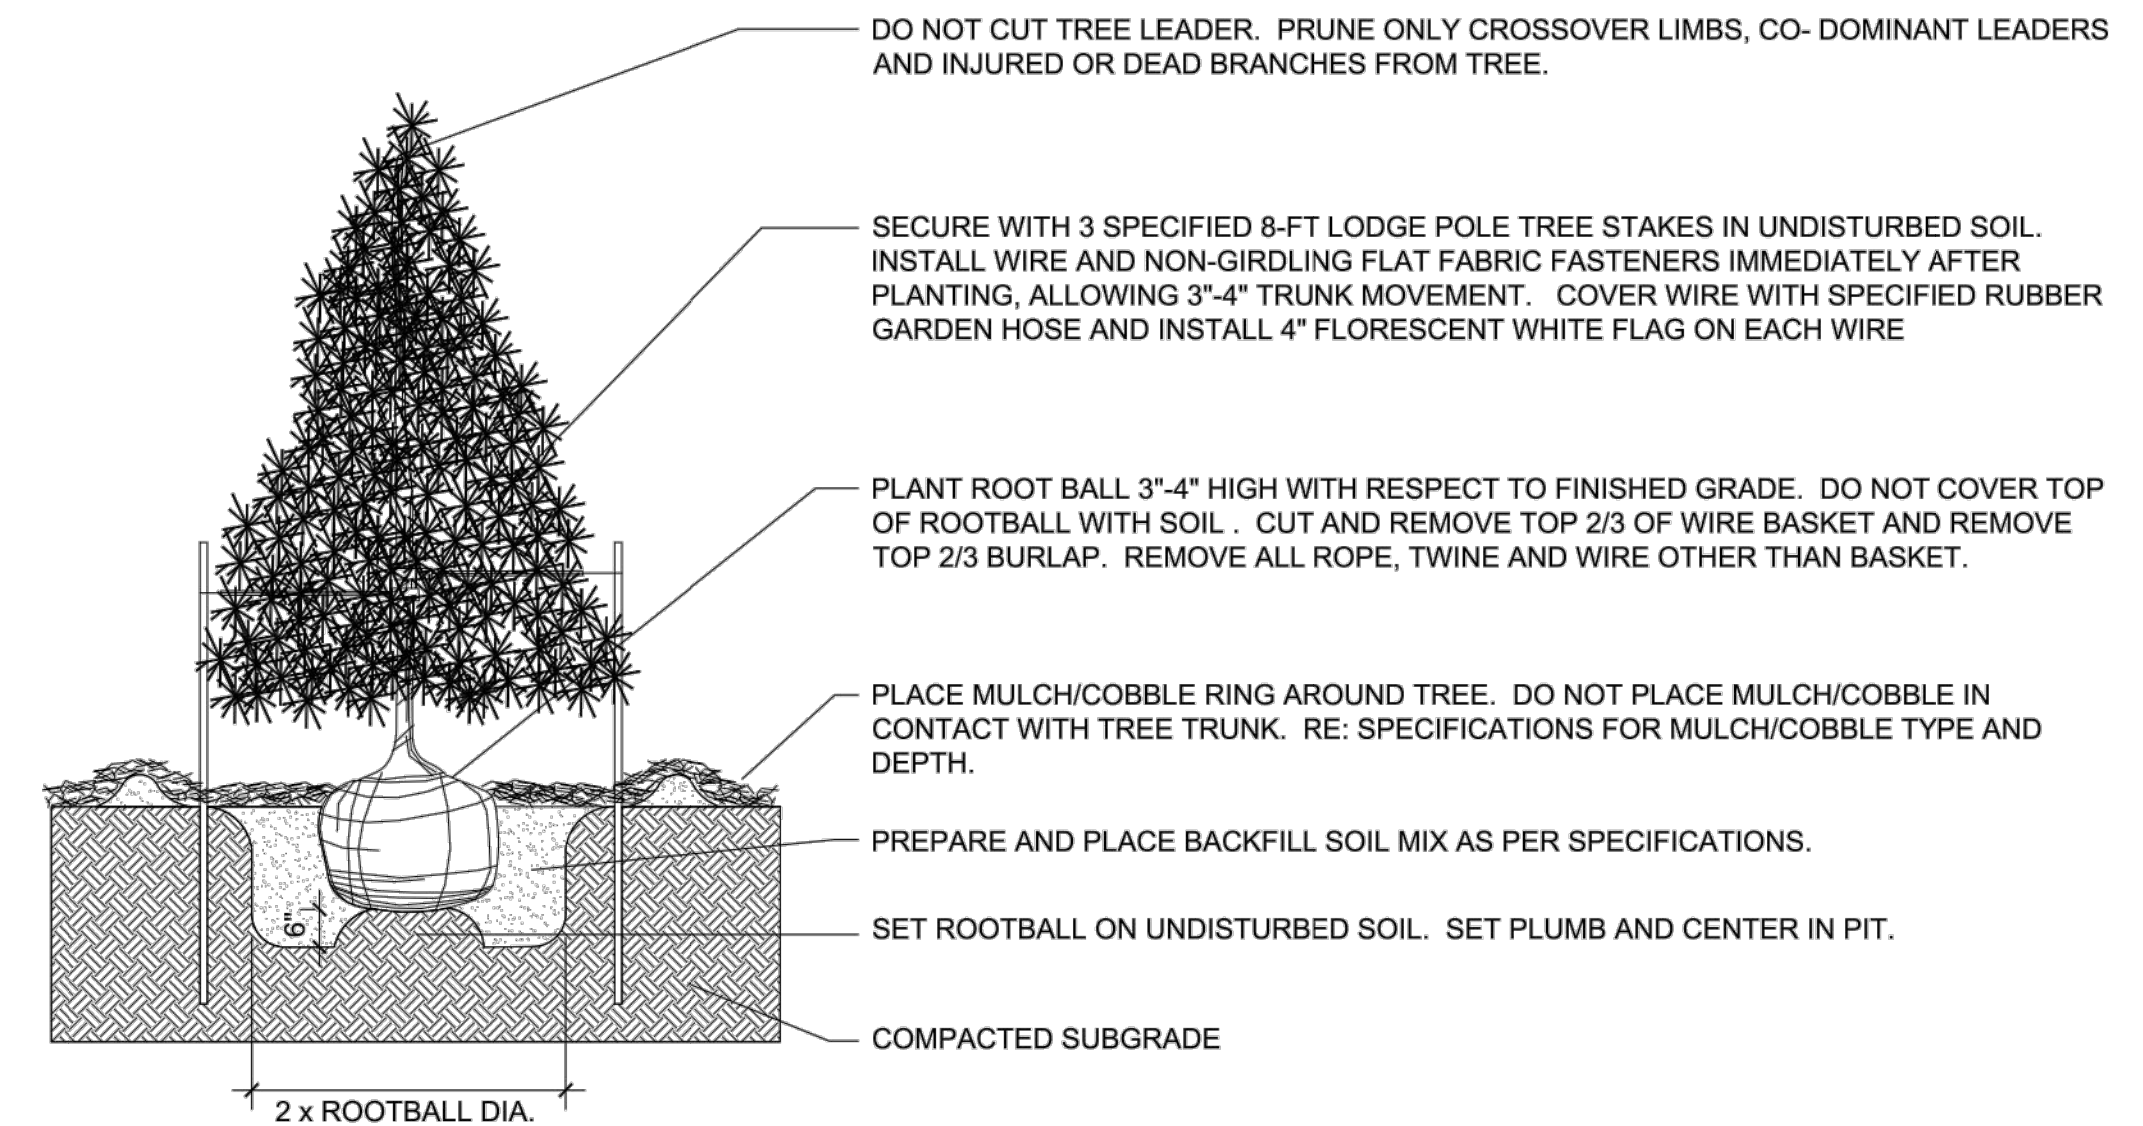 DO NOT CUT TREE LEADER. PRUNE ONLY CROSSOVER LIMBS, CO- DOMINANT LEADERS
AND INJURED OR DEAD BRANCHES FROM TREE.
SECURE WITH 3 SPECIFIED 8-FT LODGE POLE TREE STAKES IN UNDISTURBED SOIL.
INSTALL WIRE AND NON-GIRDLING FLAT FABRIC FASTENERS IMMEDIATELY AFTER
PLANTING, ALLOWING 3"-4" TRUNK MOVEMENT. COVER WIRE WITH SPECIFIED RUBBER
GARDEN HOSE AND INSTALL 4" FLORESCENT WHITE FLAG ON EACH WIRE
PLANT ROOT BALL 3"-4" HIGH WITH RESPECT TO FINISHED GRADE. DO NOT COVER TOP
OF ROOTBALL WITH SOIL . CUT AND REMOVE TOP 2/3 OF WIRE BASKET AND REMOVE
TOP 2/3 BURLAP. REMOVE ALL ROPE, TWINE AND WIRE OTHER THAN BASKET.
PLACE MULCH/COBBLE RING AROUND TREE. DO NOT PLACE MULCH/COBBLE IN
CONTACT WITH TREE TRUNK. RE: SPECIFICATIONS FOR MULCH/COBBLE TYPE AND
DEPTH.
PREPARE AND PLACE BACKFILL SOIL MIX AS PER SPECIFICATIONS.
6"
SET ROOTBALL ON UNDISTURBED SOIL. SET PLUMB AND CENTER IN PIT.
COMPACTED SUBGRADE
2 x ROOTBALL DIA.